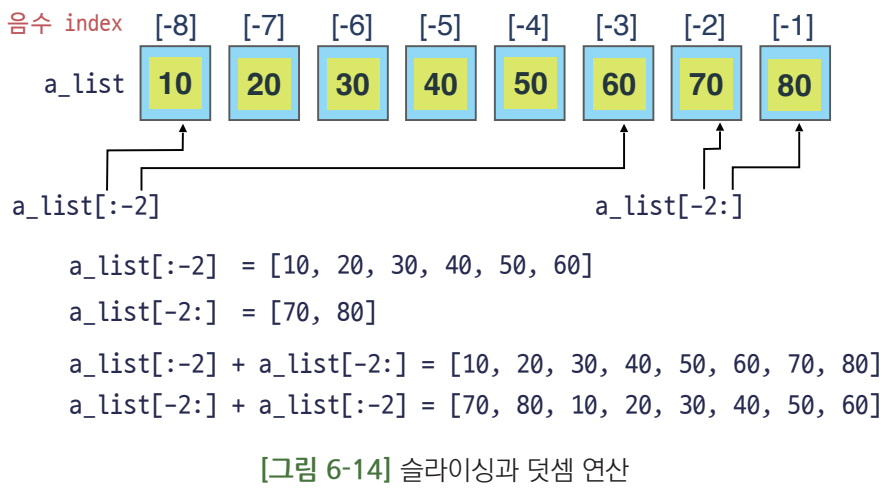 음수 index [-8] [-7] [-6] [-5] [-4] [-3] [-2] [-1]
a_list 10 20 30 40 50 60 70 80
a_list[:-2] a_list[-2:]
a_list[:-2] = [10, 20, 30, 40, 50, 60]
a_list[-2:] = [70, 80]
a_list[:-2] + a_list[-2:] = [10, 20, 30, 40, 50, 60, 70, 80]
a_list[-2:] + a_list[:-2] = [70, 80, 10, 20, 30, 40, 50, 60]
[그림 6-14] 슬라이싱과 덧셈 연산